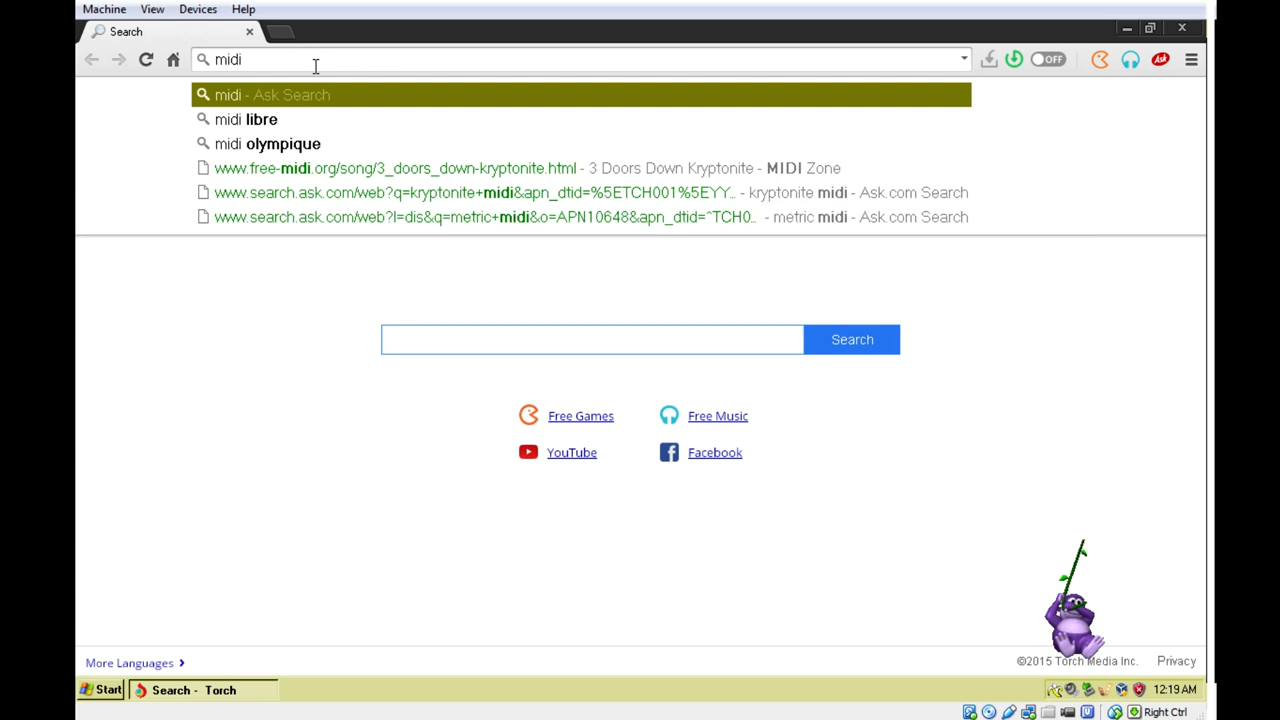 Machine View Devices Help
Search
midi
OFF
Ask
midi - Ask Search
midi libre
midi olympique
www.free-midi.org/song/3_doors_down-kryptonite.html - 3 Doors Down Kryptonite - MIDI Zone
www.search.ask.com/web?q=kryptonite+midi&apn_dtid=%5ETCH001%5EYY... - kryptonite midi - Ask.com Search
www.search.ask.com/web?l=dis&q=metric+midi&o=APN10648&apn_dtid=^TCH0... - metric midi - Ask.com Search
Search
Free Games Free Music
YouTube Facebook
More Languages
©2015 Torch Media Inc. Privacy
Start Search - Torch 12:19 AM
Right Ctrl